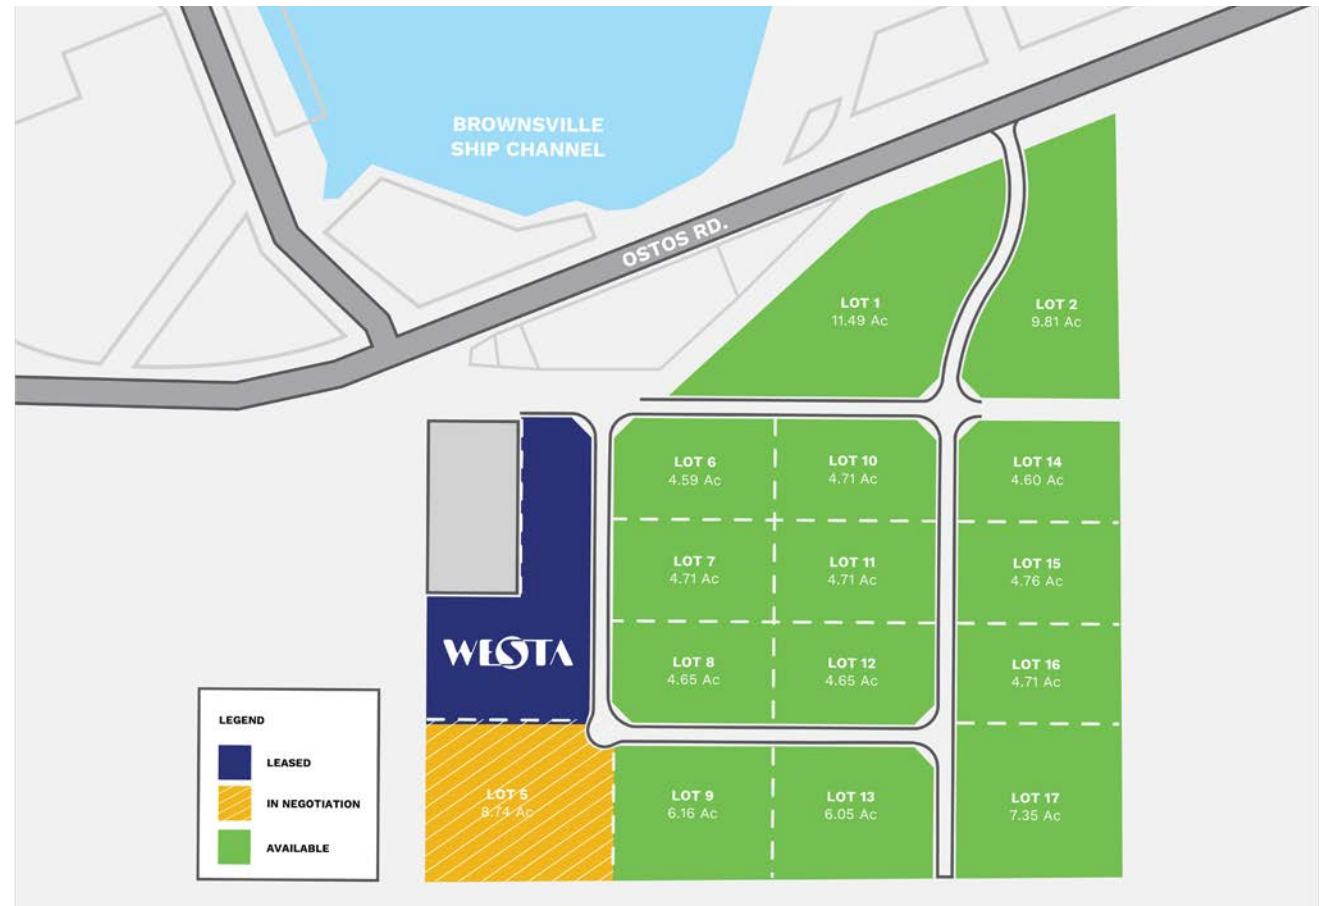 BROWNSVILLE
SHIP CHANNEL
OSTOS RD.
LOT 1
11.49 Ac
LOT 2
9.81 Ac
LOT 6
4.59 Ac
LOT 10
4.71 Ac
LOT 14
4.60 Ac
LOT 7
4.71 Ac
LOT 11
4.71 Ac
LOT 15
4.76 Ac
WESTA
LOT 8
4.65 Ac
LOT 12
4.65 Ac
LOT 16
4.71 Ac
LOT 5
8.74 Ac
LOT 9
6.16 Ac
LOT 13
6.05 Ac
LOT 17
7.35 Ac
LEGEND
LEASED
IN NEGOTIATION
AVAILABLE